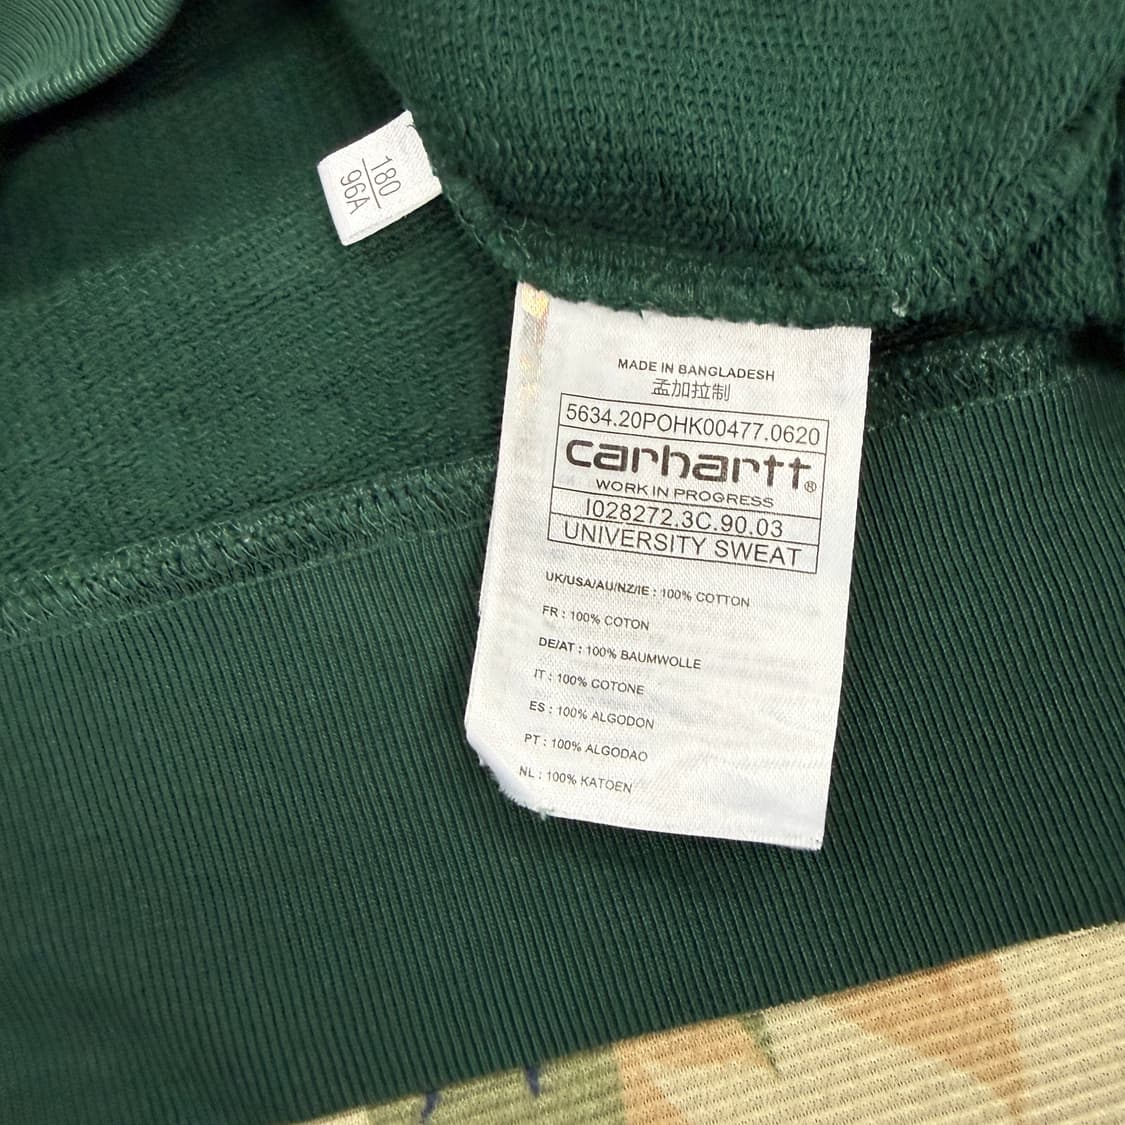 180
96A
MADE IN BANGLADESH
孟加拉制
5634.20POHK00477.0620
carhartt®
WORK IN PROGRESS
I028272.3C.90.03
UNIVERSITY SWEAT
UK/USA/AU/NZ/IE : 100% COTTON
FR : 100% COTON
DE/AT : 100% BAUMWOLLE
IT : 100% COTONE
ES : 100% ALGODON
PT : 100% ALGODAO
NL : 100% KATOEN